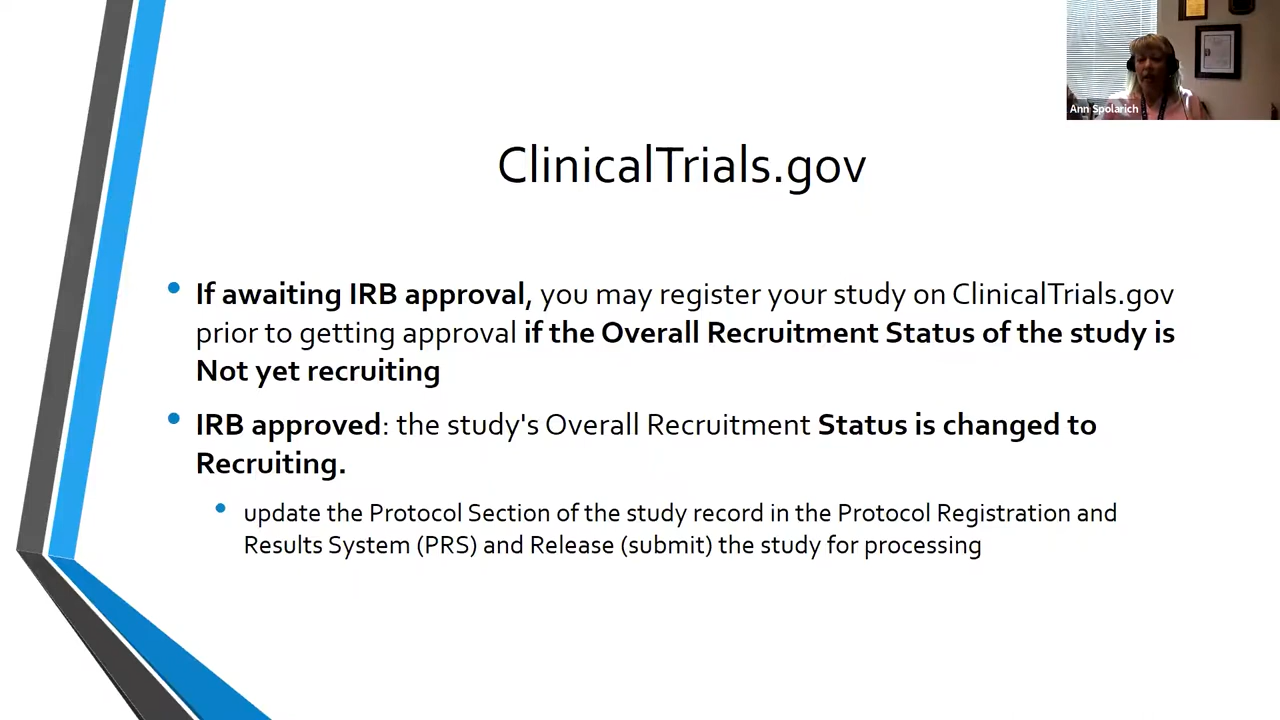 Ann Spolarich
ClinicalTrials.gov
• If awaiting IRB approval, you may register your study on ClinicalTrials.gov
prior to getting approval if the Overall Recruitment Status of the study is
Not yet recruiting
• IRB approved: the study's Overall Recruitment Status is changed to
Recruiting.
• update the Protocol Section of the study record in the Protocol Registration and
Results System (PRS) and Release (submit) the study for processing